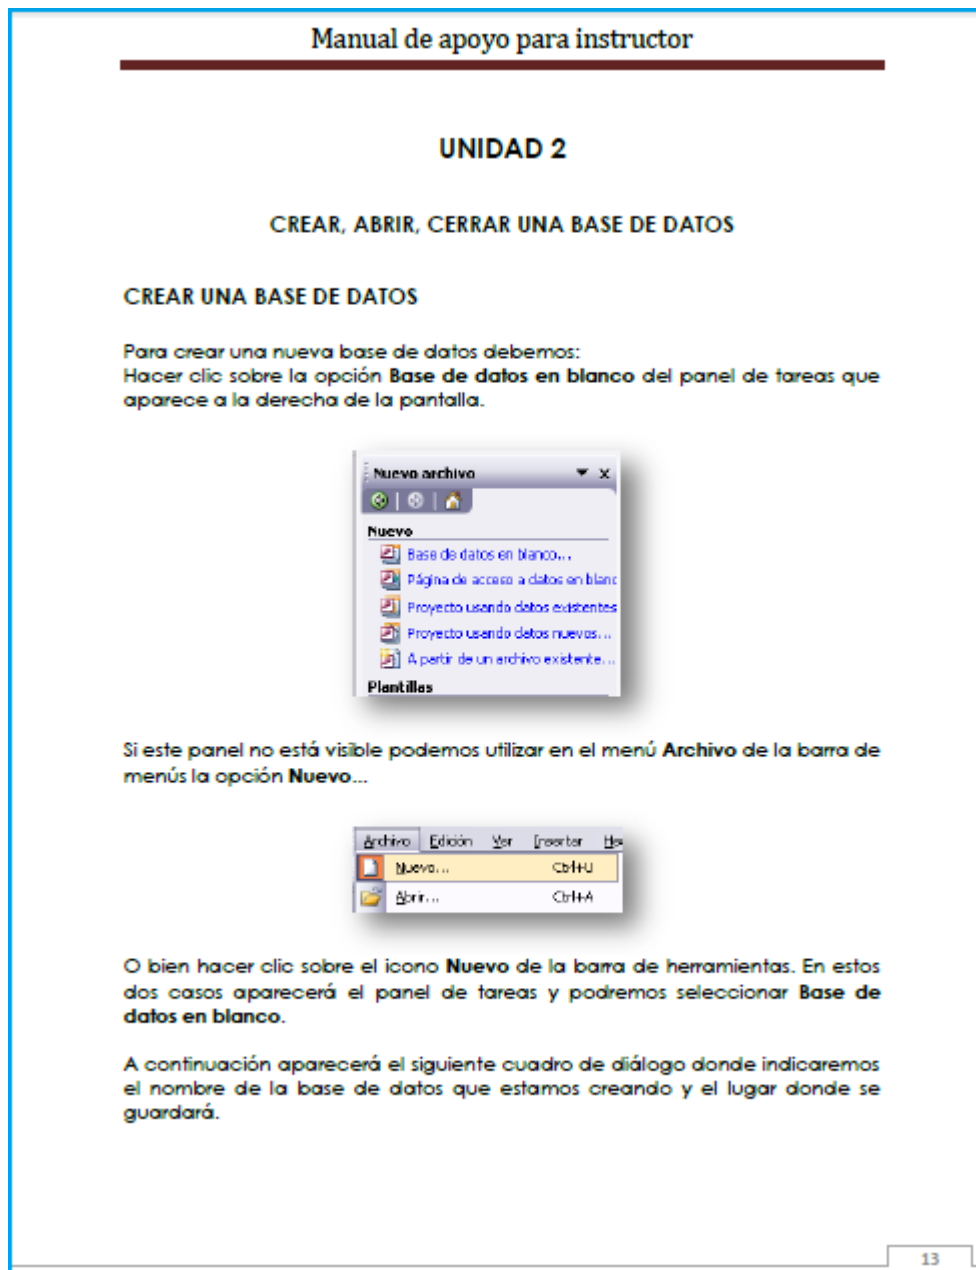 Manual de apoyo para instructor
UNIDAD 2
CREAR, ABRIR, CERRAR UNA BASE DE DATOS
CREAR UNA BASE DE DATOS
Para crear una nueva base de datos debemos:
Hacer clic sobre la opción Base de datos en blanco del panel de tareas que
aparece a la derecha de la pantalla.
Nuevo archivo
Nuevo
Base de datos en blanco...
Página de acceso a datos en blanc
Proyecto usando datos existentes
Proyecto usando datos nuevos...
A partir de un archivo existente...
Plantillas
Si este panel no está visible podemos utilizar en el menú Archivo de la barra de
menús la opción Nuevo...
Archivo Edición Ver Insertar He
Nuevo... Ctrl+U
Abrir... Ctrl+A
O bien hacer clic sobre el icono Nuevo de la barra de herramientas. En estos
dos casos aparecerá el panel de tareas y podremos seleccionar Base de
datos en blanco.
A continuación aparecerá el siguiente cuadro de diálogo donde indicaremos
el nombre de la base de datos que estamos creando y el lugar donde se
guardará.
13